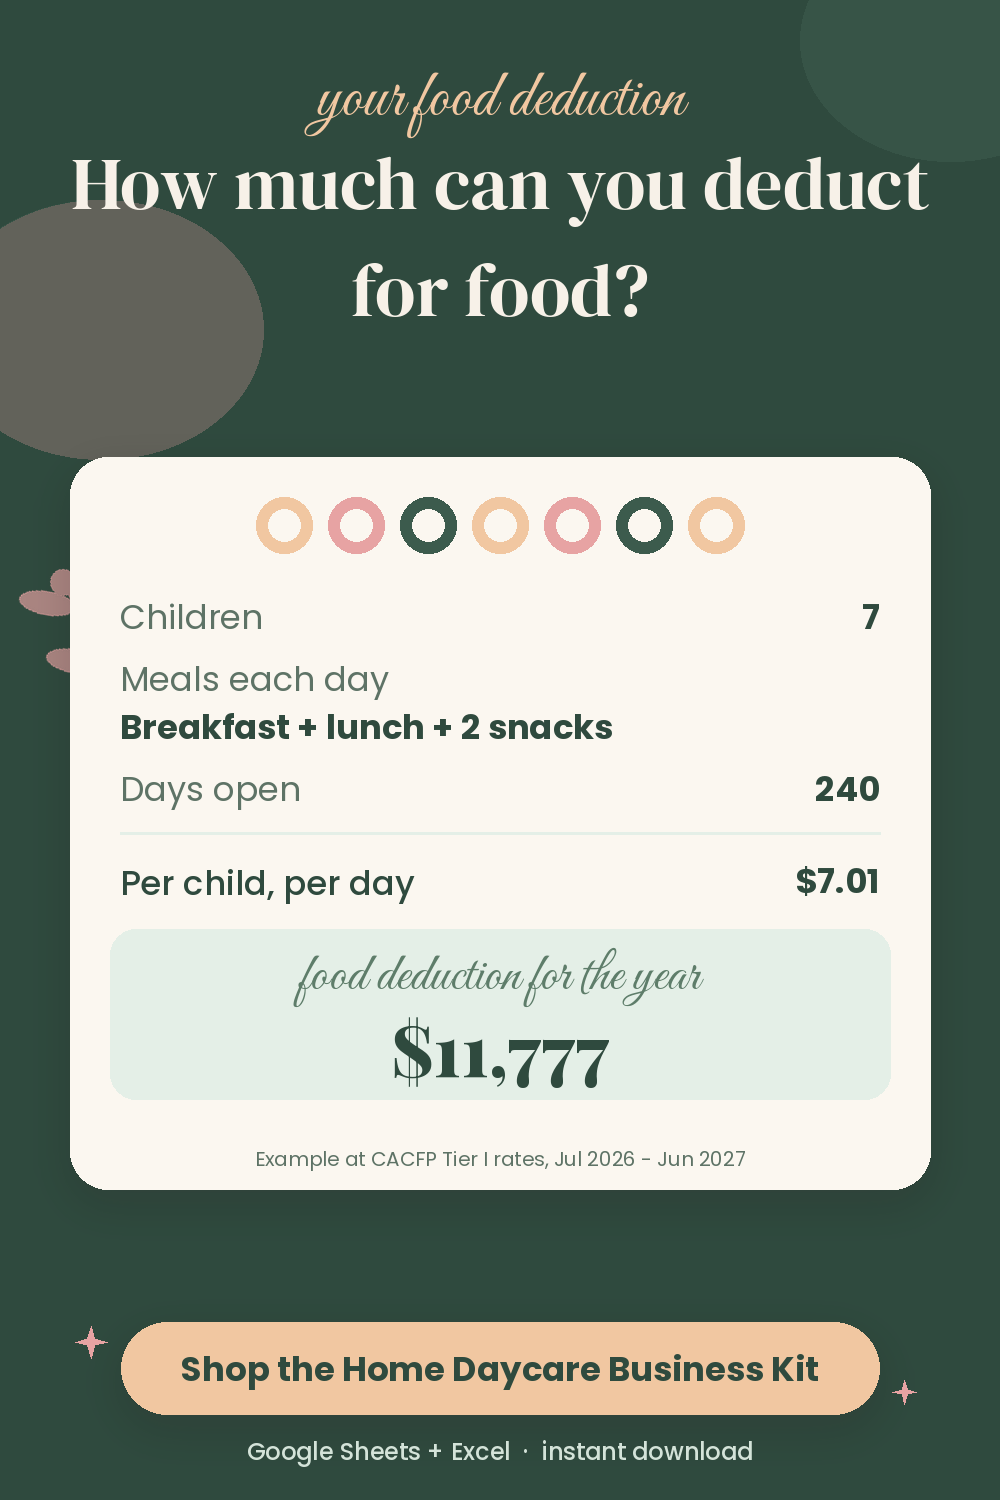 your food deduction
How much can you deduct
for food?
Children 7
Meals each day
Breakfast + lunch + 2 snacks
Days open 240
Per child, per day $7.01
food deduction for the year
$11,777
Example at CACFP Tier I rates, Jul 2026 - Jun 2027
Shop the Home Daycare Business Kit
Google Sheets + Excel · instant download